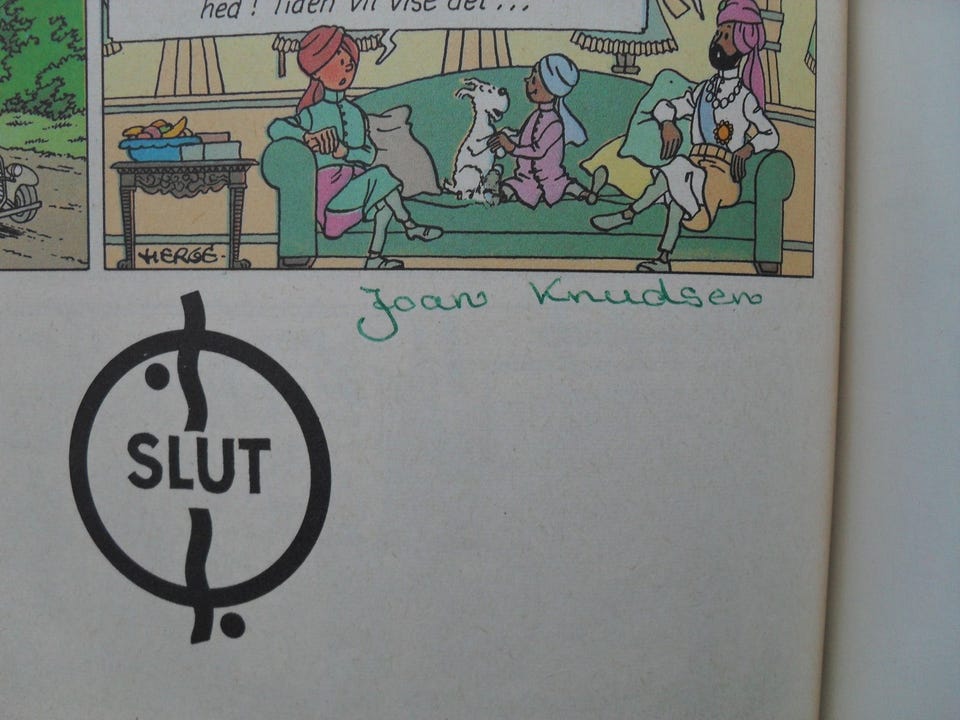 hed! Tiden vil vise det...
HERGÉ
Joan Knudsen
SLUT